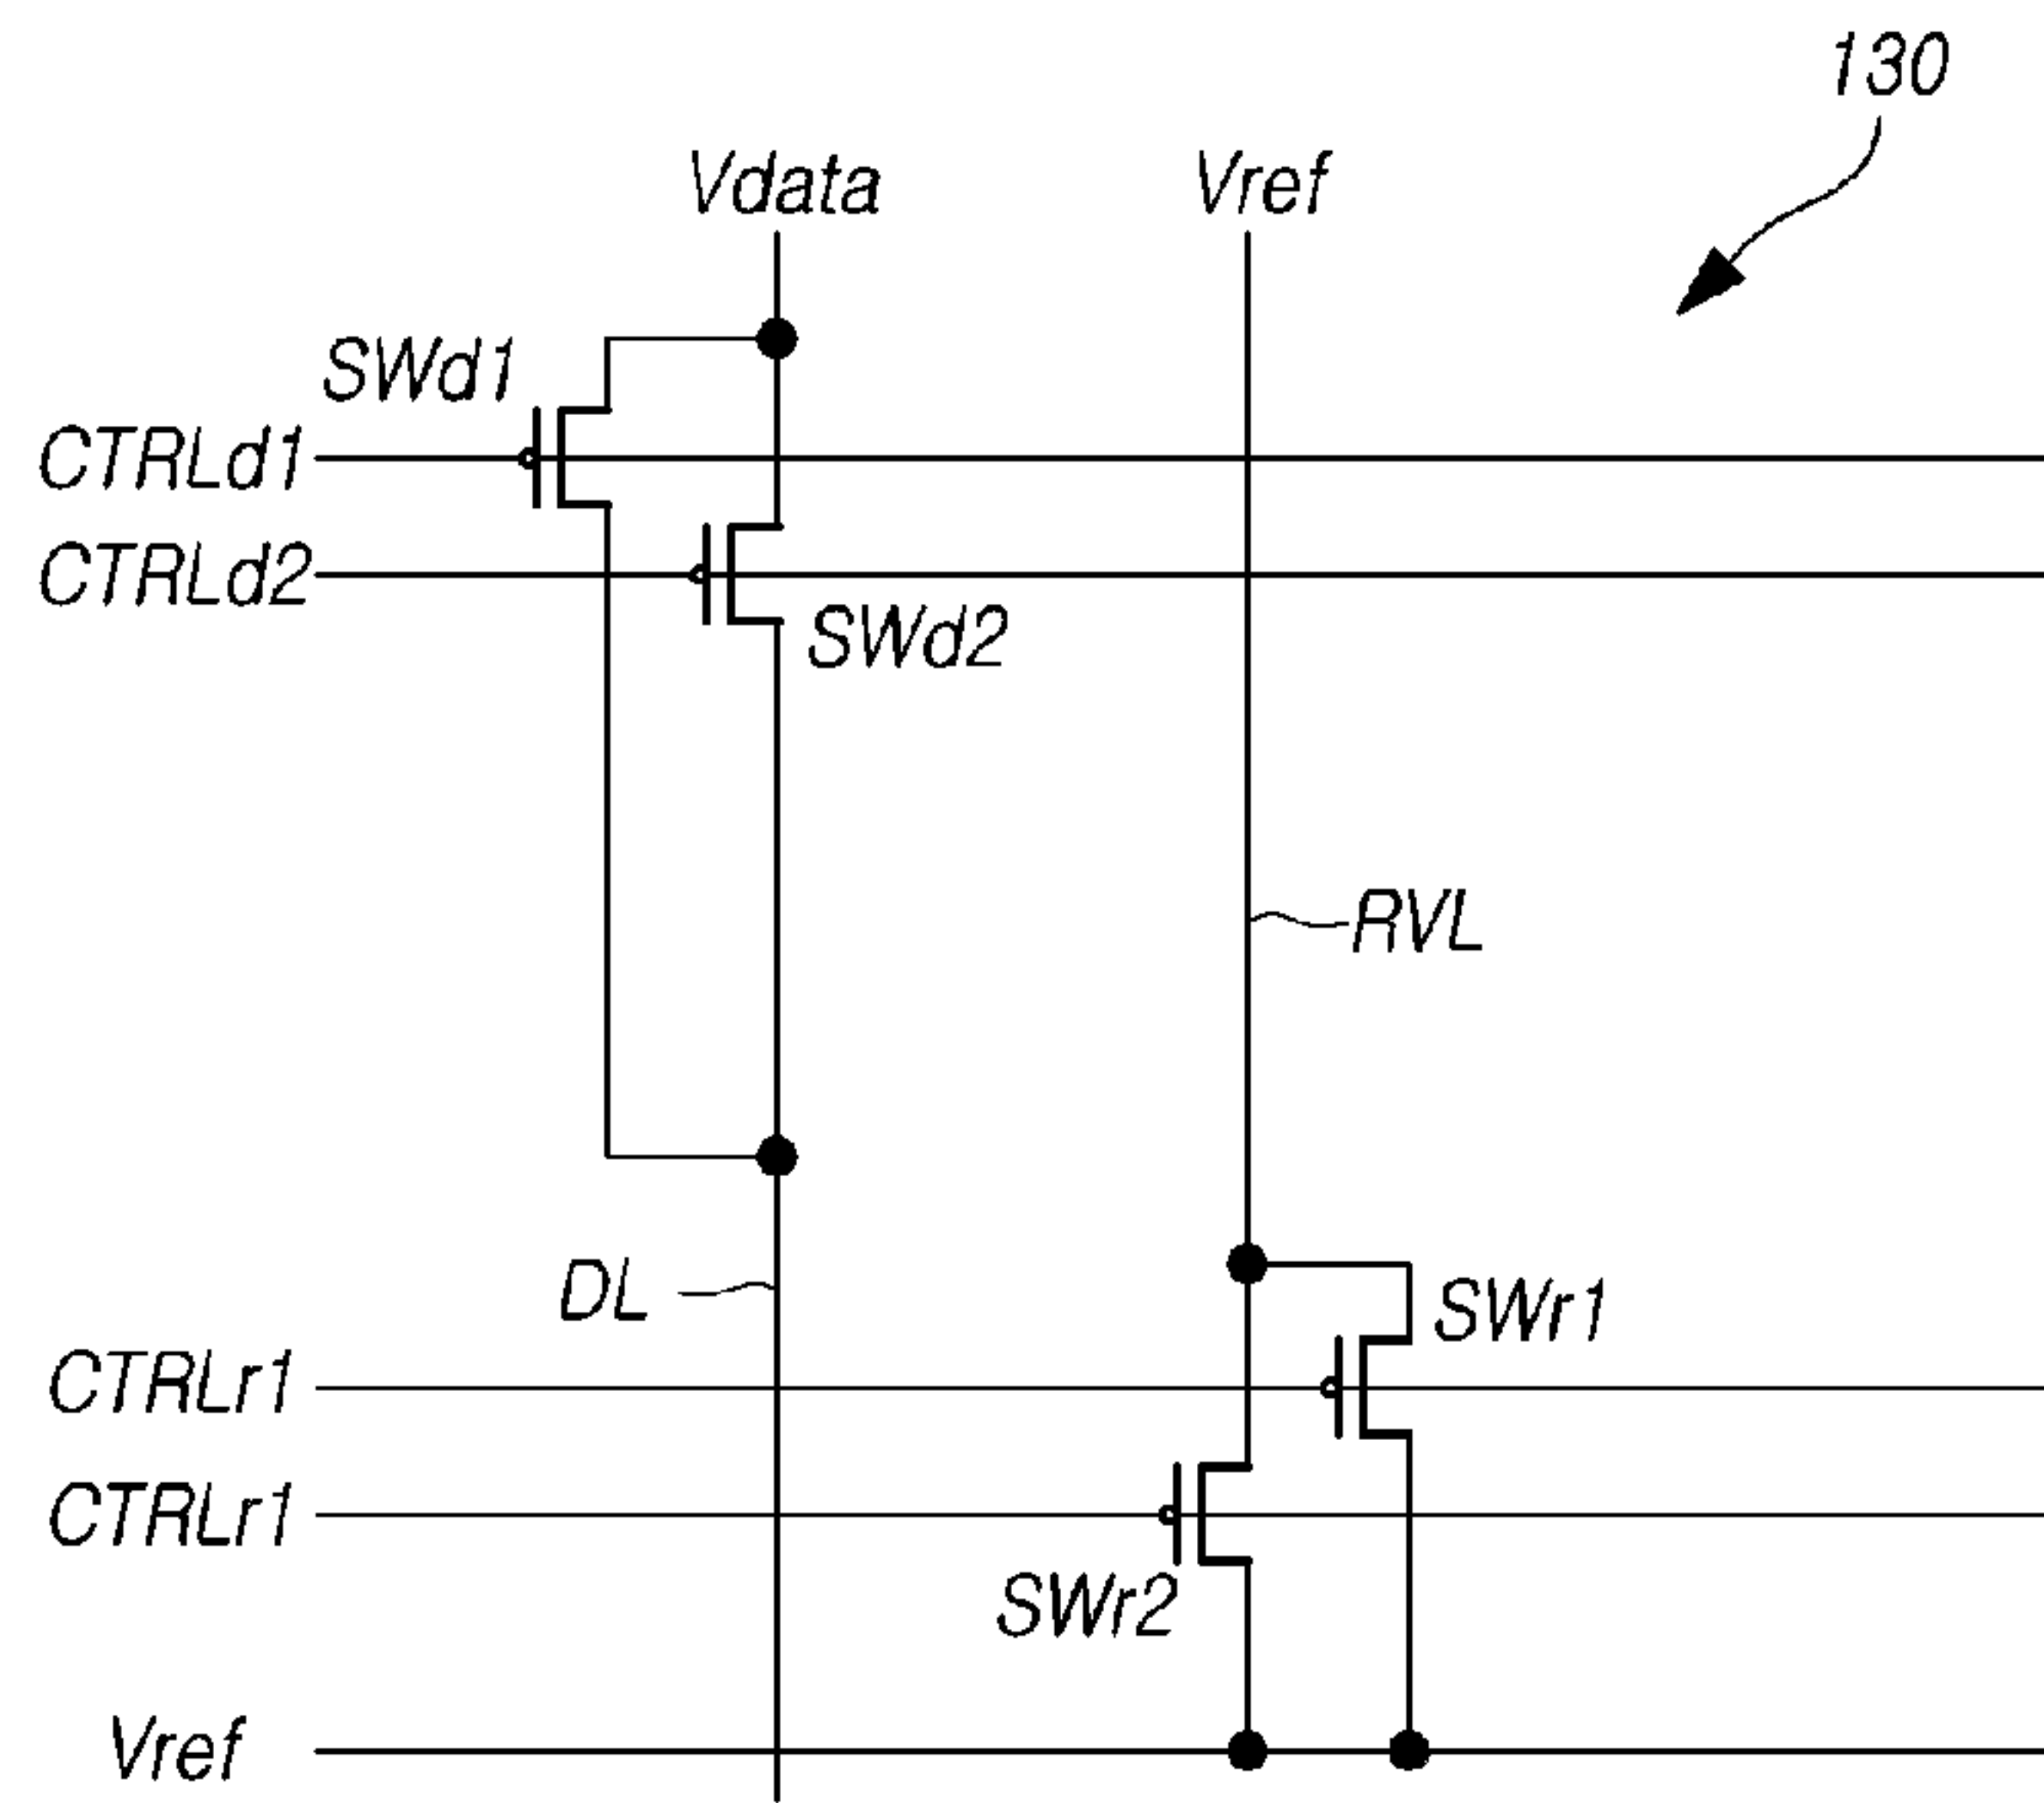 130
Vdata
Vref
SWd1
CTRLd1
CTRLd2
SWd2
RVL
DL
SWr1
CTRLr1
CTRLr1
SWr2
Vref